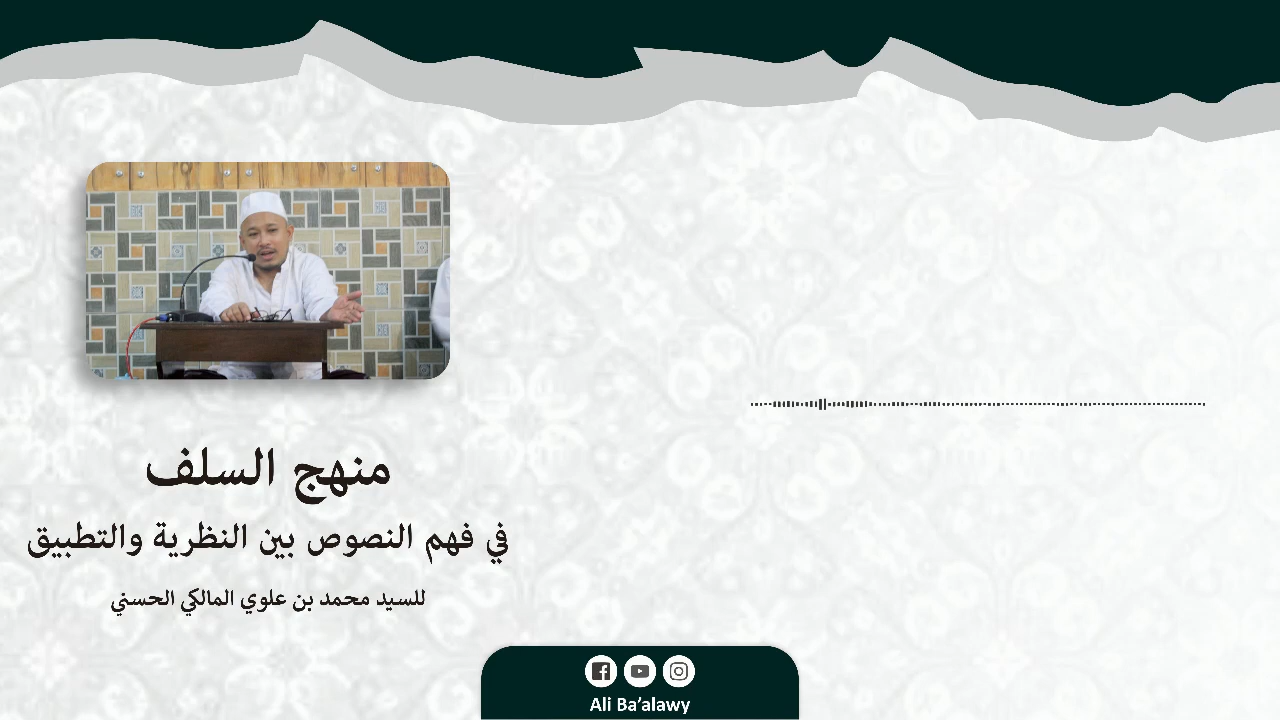 منهج السلف
في فهم النصوص بين النظرية والتطبيق
للسيد محمد بن علوي المالكي الحسني
Ali Ba'alawy